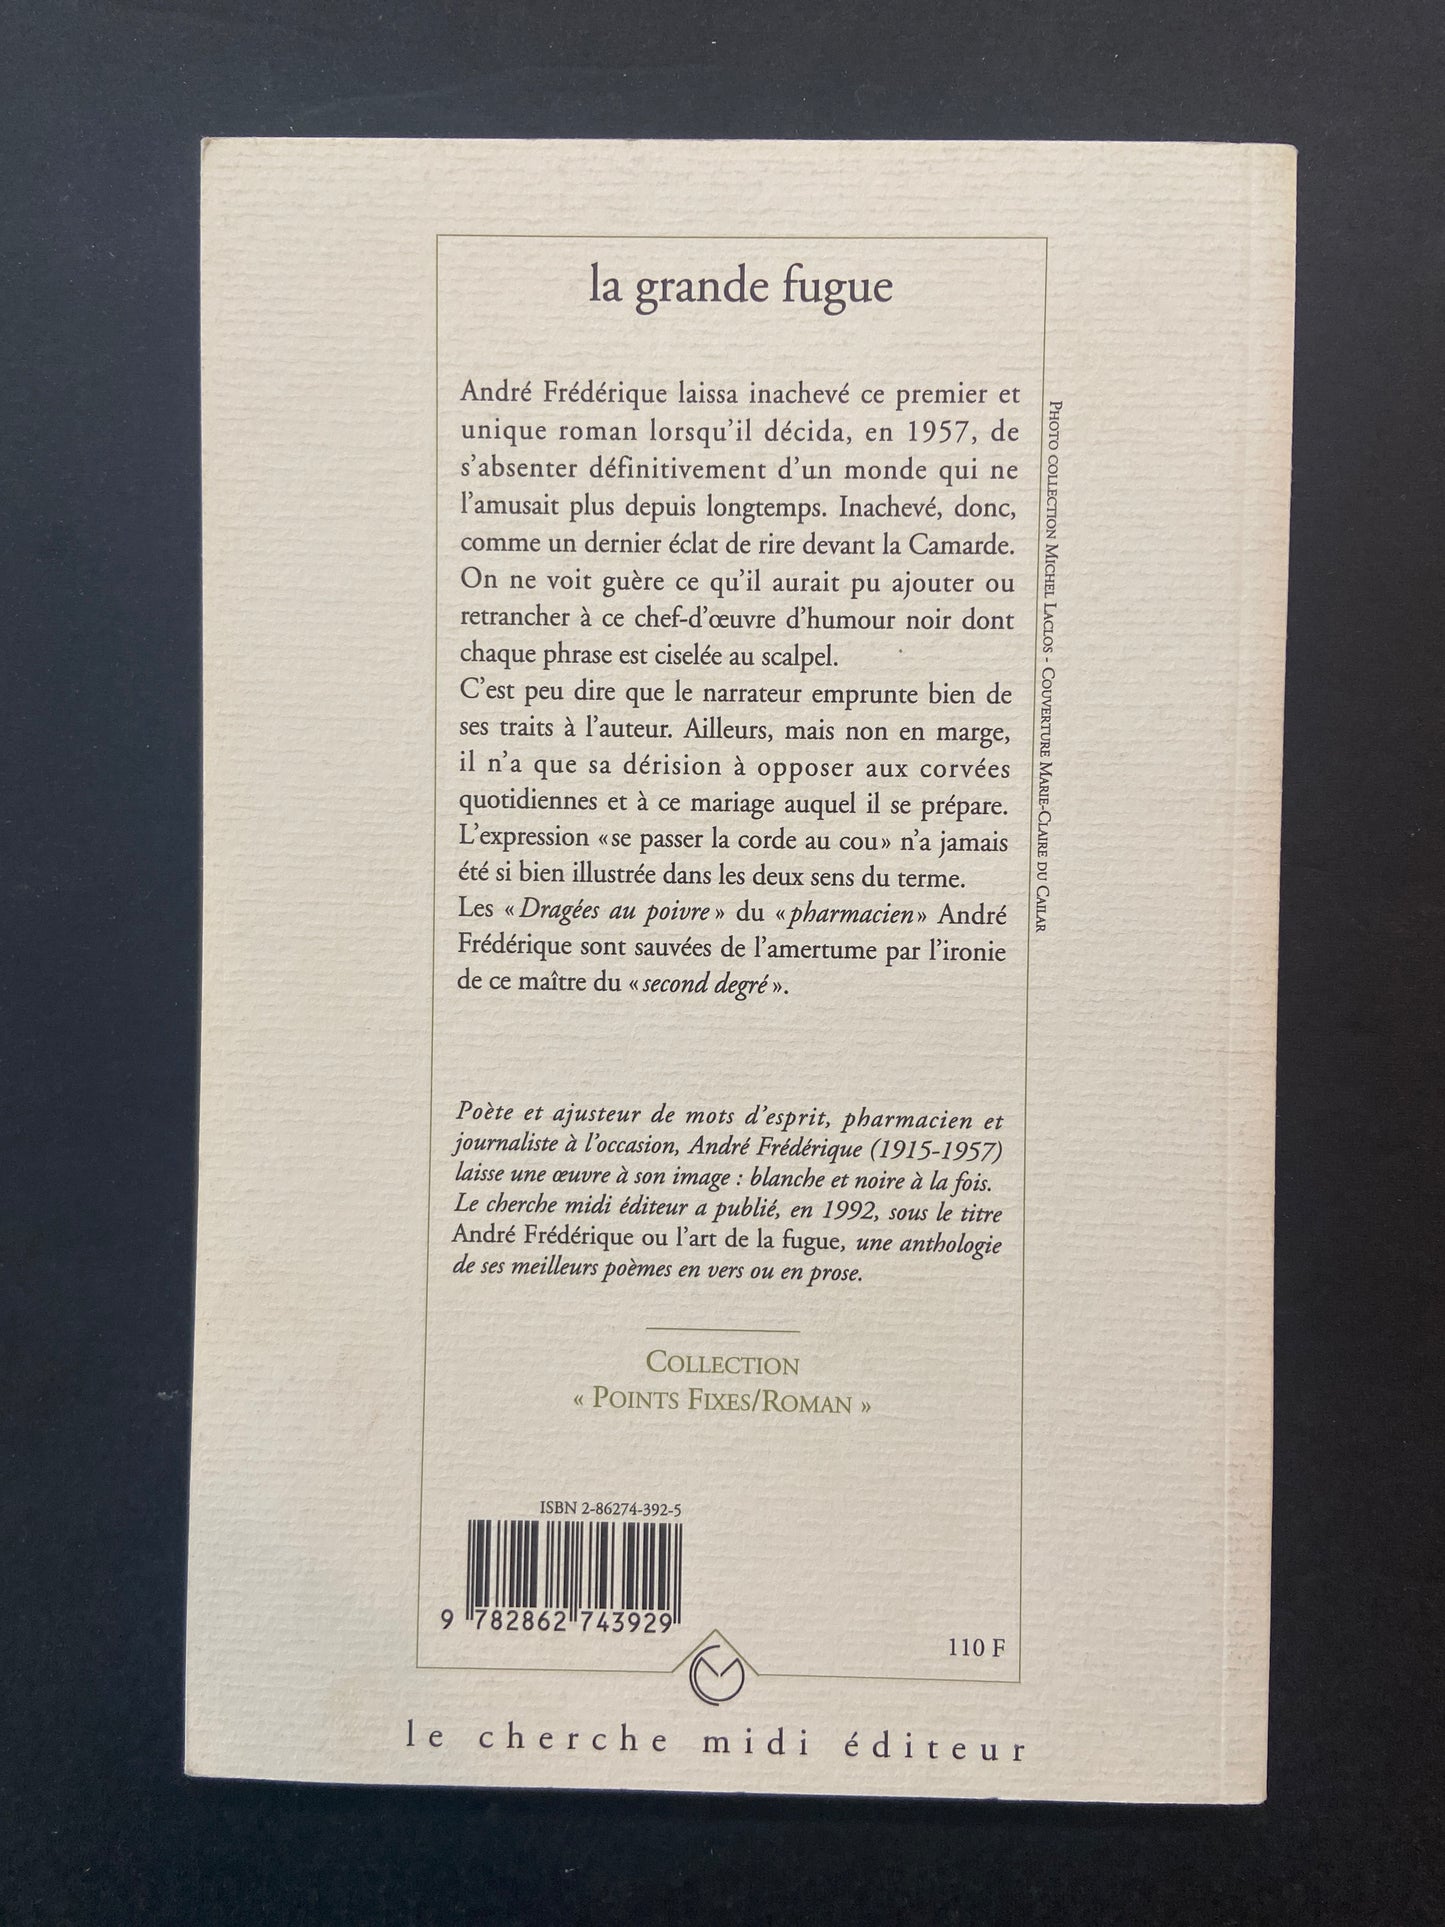 la grande fugue
André Frédérique laissa inachevé ce premier et
unique roman lorsqu'il décida, en 1957, de
s'absenter définitivement d'un monde qui ne
l'amusait plus depuis longtemps. Inachevé, donc,
comme un dernier éclat de rire devant la Camarde.
On ne voit guère ce qu'il aurait pu ajouter ou
retrancher à ce chef-d'œuvre d'humour noir dont
chaque phrase est ciselée au scalpel.
C'est peu dire que le narrateur emprunte bien de
ses traits à l'auteur. Ailleurs, mais non en marge,
il n'a que sa dérision à opposer aux corvées
quotidiennes et à ce mariage auquel il se prépare.
L'expression «se passer la corde au cou» n'a jamais
été si bien illustrée dans les deux sens du terme.
Les «Dragées au poivre» du «pharmacien» André
Frédérique sont sauvées de l'amertume par l'ironie
de ce maître du «second degré».
Photo collection Michel Laclos - Couverture Marie-Claire du Cailar
Poète et ajusteur de mots d'esprit, pharmacien et
journaliste à l'occasion, André Frédérique (1915-1957)
laisse une œuvre à son image : blanche et noire à la fois.
Le cherche midi éditeur a publié, en 1992, sous le titre
André Frédérique ou l'art de la fugue, une anthologie
de ses meilleurs poèmes en vers ou en prose.
Collection
« Points Fixes/Roman »
ISBN 2-86274-392-5
9 782862 743929
110 F
le cherche midi éditeur